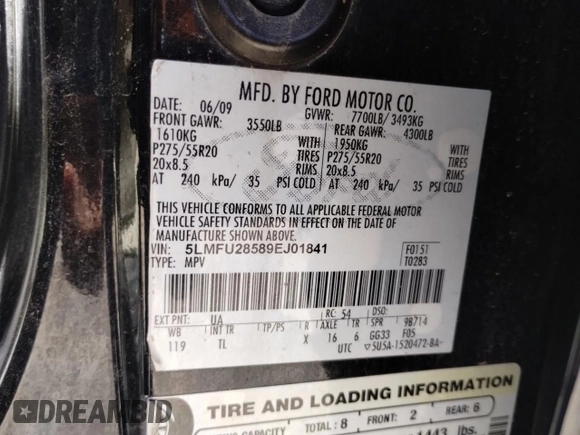 MFD. BY FORD MOTOR CO.
DATE: 06/09 GVWR: 7700LB/ 3493KG
FRONT GAWR: 3550LB REAR GAWR: 4300LB
1610KG WITH 1950KG WITH
P275/55R20 TIRES P275/55R20 TIRES
20x8.5 RIMS 20x8.5 RIMS
AT 240 kPa/ 35 PSI COLD AT 240 kPa/ 35 PSI COLD
THIS VEHICLE CONFORMS TO ALL APPLICABLE FEDERAL MOTOR
VEHICLE SAFETY STANDARDS IN EFFECT ON THE DATE OF
MANUFACTURE SHOWN ABOVE.
VIN: 5LMFU28589EJ01841 F0151
TYPE: MPV T0283
EXT PNT: UA RC: 54 DSO:
WB INT TR TP/PS R AXLE TR SPR 9B714
119 TL X 16 6 GG33 F05
UTC ▽5U5A-1520472-BA
TIRE AND LOADING INFORMATION
CAPACITY TOTAL: 8 FRONT: 2 REAR: 6
lbs.
DREAMBID